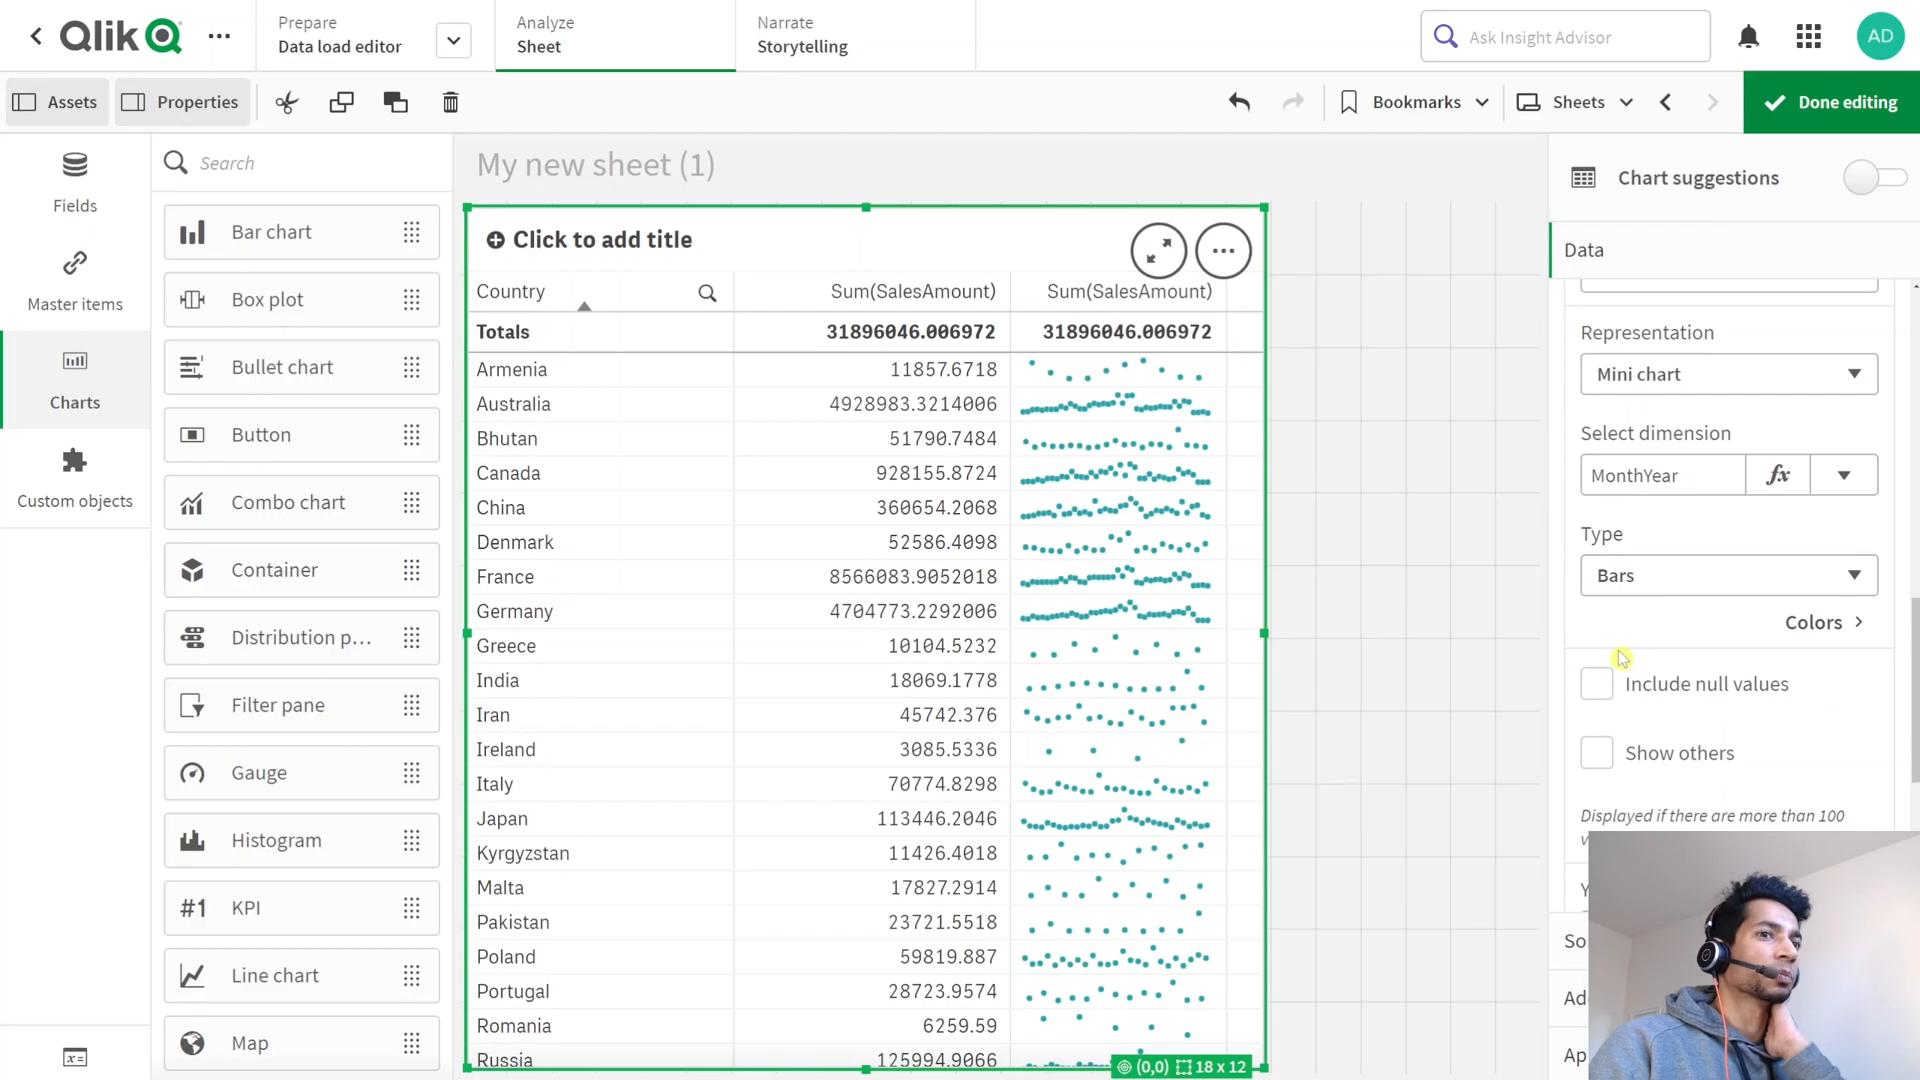 Qlik
Prepare
Data load editor
Analyze
Sheet
Narrate
Storytelling
Ask Insight Advisor
AD
Assets
Properties
Bookmarks
Sheets
Done editing
Fields
Master items
Charts
Custom objects
Search
Bar chart
Box plot
Bullet chart
Button
Combo chart
Container
Distribution p...
Filter pane
Gauge
Histogram
#1 KPI
Line chart
Map
My new sheet (1)
Click to add title
Country Sum(SalesAmount) Sum(SalesAmount)
Totals 31896046.006972 31896046.006972
Armenia 11857.6718
Australia 4928983.3214006
Bhutan 51790.7484
Canada 928155.8724
China 360654.2068
Denmark 52586.4098
France 8566083.9052018
Germany 4704773.2292006
Greece 10104.5232
India 18069.1778
Iran 45742.376
Ireland 3085.5336
Italy 70774.8298
Japan 113446.2046
Kyrgyzstan 11426.4018
Malta 17827.2914
Pakistan 23721.5518
Poland 59819.887
Portugal 28723.9574
Romania 6259.59
Russia 125994.9066
(0,0) 18 x 12
Chart suggestions
Data
Representation
Mini chart
Select dimension
MonthYear fx
Type
Bars
Colors
Include null values
Show others
Displayed if there are more than 100
So
Ad
Ap